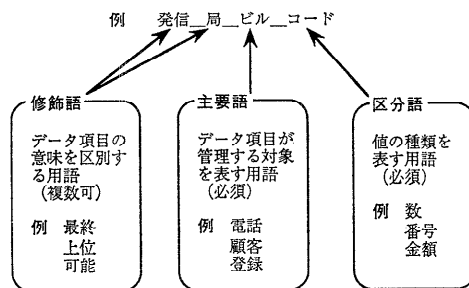 例 発信__局__ビル__コード
修飾語
データ項目の
意味を区別す
る用語
(複数可)
例 最終
上位
可能
主要語
データ項目が
管理する対象
を表す用語
(必須)
例 電話
顧客
登録
区分語
値の種類を
表す用語
(必須)
例 数
番号
金額